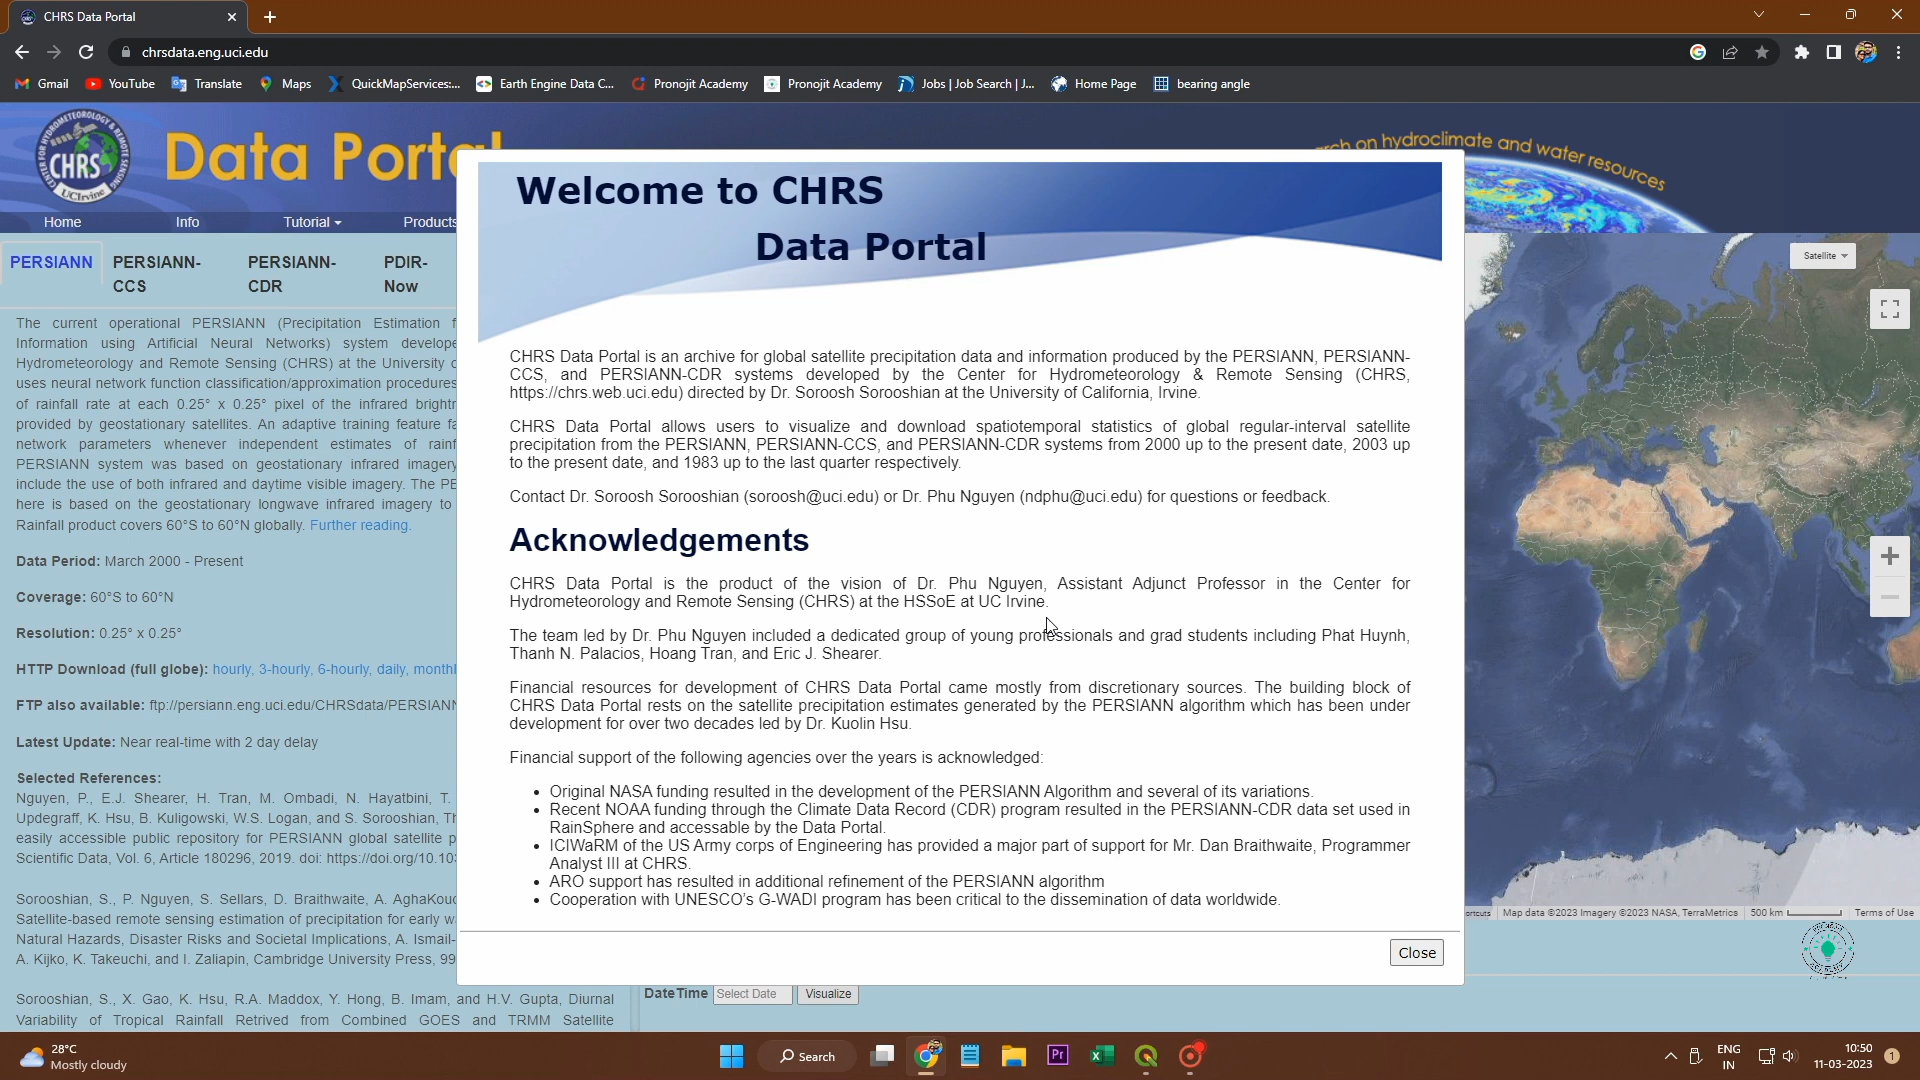 CHRS Data Portal
chrsdata.eng.uci.edu
Gmail YouTube Translate Maps QuickMapServices:... Earth Engine Data C... Pronojit Academy Pronojit Academy Jobs | Job Search | J... Home Page bearing angle
CENTER FOR HYDROMETEOROLOGY & REMOTE SENSING
CHRS
UCIrvine
Data Portal
on hydroclimate and water resources
Home Info Tutorial Products
PERSIANN
PERSIANN-
CCS
PERSIANN-
CDR
PDIR-
Now
The current operational PERSIANN (Precipitation Estimation
Information using Artificial Neural Networks) system
Hydrometeorology and Remote Sensing (CHRS) at the University
uses neural network function classification/approximation procedures
of rainfall rate at each 0.25° x 0.25° pixel of the infrared
provided by geostationary satellites. An adaptive training feature
network parameters whenever independent estimates of
PERSIANN system was based on geostationary infrared imagery
include the use of both infrared and daytime visible imagery. The
here is based on the geostationary longwave infrared imagery to
Rainfall product covers 60°S to 60°N globally. Further reading.
Data Period: March 2000 - Present
Coverage: 60°S to 60°N
Resolution: 0.25° x 0.25°
HTTP Download (full globe): hourly, 3-hourly, 6-hourly, daily,
FTP also available: ftp://persiann.eng.uci.edu/CHRSdata/PERSIANN
Latest Update: Near real-time with 2 day delay
Selected References:
Nguyen, P., E.J. Shearer, H. Tran, M. Ombadi, N. Hayatbini, T.
Updegraff, K. Hsu, B. Kuligowski, W.S. Logan, and S. Sorooshian,
easily accessible public repository for PERSIANN global satellite
Scientific Data, Vol. 6, Article 180296, 2019. doi: https://doi.org/10.10
Sorooshian, S., P. Nguyen, S. Sellars, D. Braithwaite, A.
Satellite-based remote sensing estimation of precipitation for early
Natural Hazards, Disaster Risks and Societal Implications, A. Ismail-
A. Kijko, K. Takeuchi, and I. Zaliapin, Cambridge University Press, 99
Sorooshian, S., X. Gao, K. Hsu, R.A. Maddox, Y. Hong, B. Imam, and H.V. Gupta, Diurnal
Variability of Tropical Rainfall Retrived from Combined GOES and TRMM Satellite
Welcome to CHRS
Data Portal
CHRS Data Portal is an archive for global satellite precipitation data and information produced by the PERSIANN, PERSIANN-
CCS, and PERSIANN-CDR systems developed by the Center for Hydrometeorology & Remote Sensing (CHRS,
https://chrs.web.uci.edu) directed by Dr. Soroosh Sorooshian at the University of California, Irvine.
CHRS Data Portal allows users to visualize and download spatiotemporal statistics of global regular-interval satellite
precipitation from the PERSIANN, PERSIANN-CCS, and PERSIANN-CDR systems from 2000 up to the present date, 2003 up
to the present date, and 1983 up to the last quarter respectively.
Contact Dr. Soroosh Sorooshian (soroosh@uci.edu) or Dr. Phu Nguyen (ndphu@uci.edu) for questions or feedback.
Acknowledgements
CHRS Data Portal is the product of the vision of Dr. Phu Nguyen, Assistant Adjunct Professor in the Center for
Hydrometeorology and Remote Sensing (CHRS) at the HSSoE at UC Irvine.
The team led by Dr. Phu Nguyen included a dedicated group of young professionals and grad students including Phat Huynh,
Thanh N. Palacios, Hoang Tran, and Eric J. Shearer.
Financial resources for development of CHRS Data Portal came mostly from discretionary sources. The building block of
CHRS Data Portal rests on the satellite precipitation estimates generated by the PERSIANN algorithm which has been under
development for over two decades led by Dr. Kuolin Hsu.
Financial support of the following agencies over the years is acknowledged:
• Original NASA funding resulted in the development of the PERSIANN Algorithm and several of its variations.
• Recent NOAA funding through the Climate Data Record (CDR) program resulted in the PERSIANN-CDR data set used in
RainSphere and accessable by the Data Portal.
• ICIWaRM of the US Army corps of Engineering has provided a major part of support for Mr. Dan Braithwaite, Programmer
Analyst III at CHRS.
• ARO support has resulted in additional refinement of the PERSIANN algorithm
• Cooperation with UNESCO's G-WADI program has been critical to the dissemination of data worldwide.
Close
Satellite
Map data ©2023 Imagery ©2023 NASA, TerraMetrics 500 km Terms of Use
DateTime Select Date Visualize
28°C
Mostly cloudy
Search
Pr
ENG
IN
10:50
11-03-2023
1